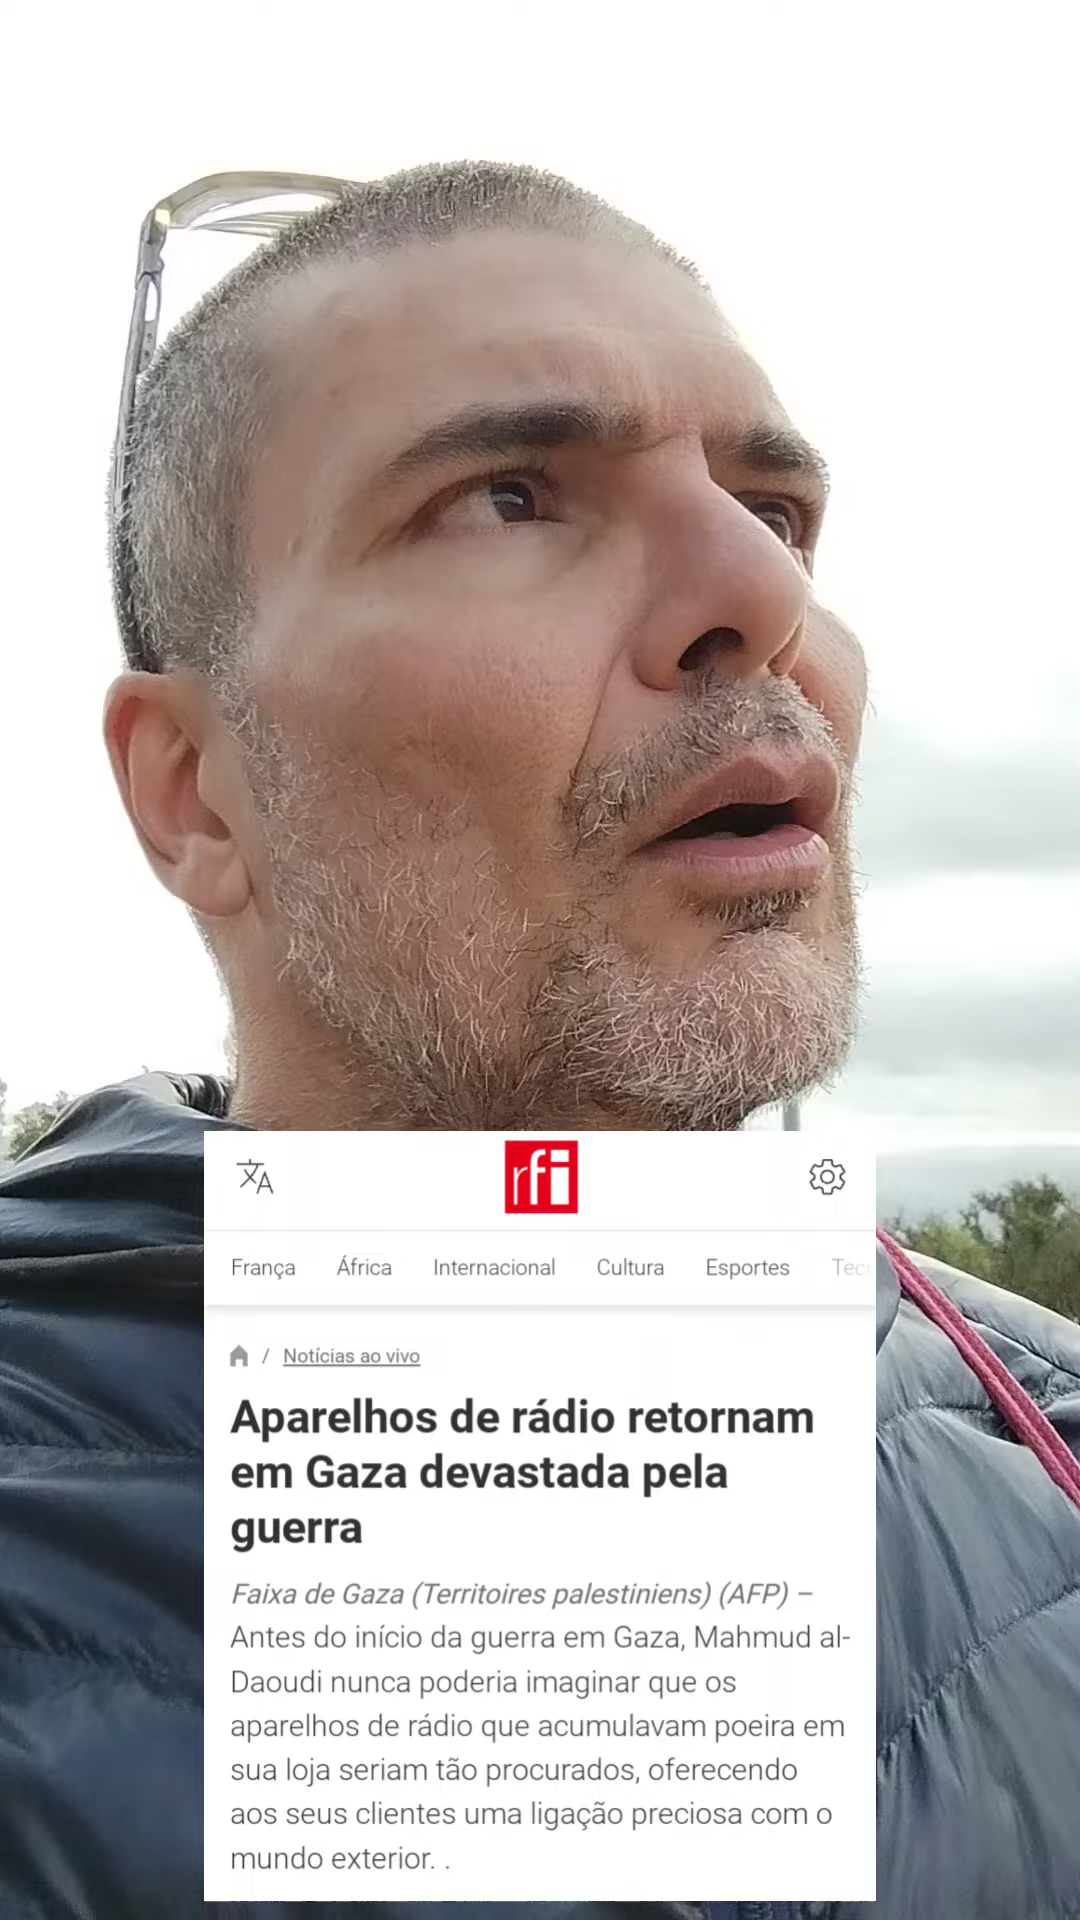 rfi
França África Internacional Cultura Esportes Tec
/ Notícias ao vivo
Aparelhos de rádio retornam
em Gaza devastada pela
guerra
Faixa de Gaza (Territoires palestiniens) (AFP) –
Antes do início da guerra em Gaza, Mahmud al-
Daoudi nunca poderia imaginar que os
aparelhos de rádio que acumulavam poeira em
sua loja seriam tão procurados, oferecendo
aos seus clientes uma ligação preciosa com o
mundo exterior. .